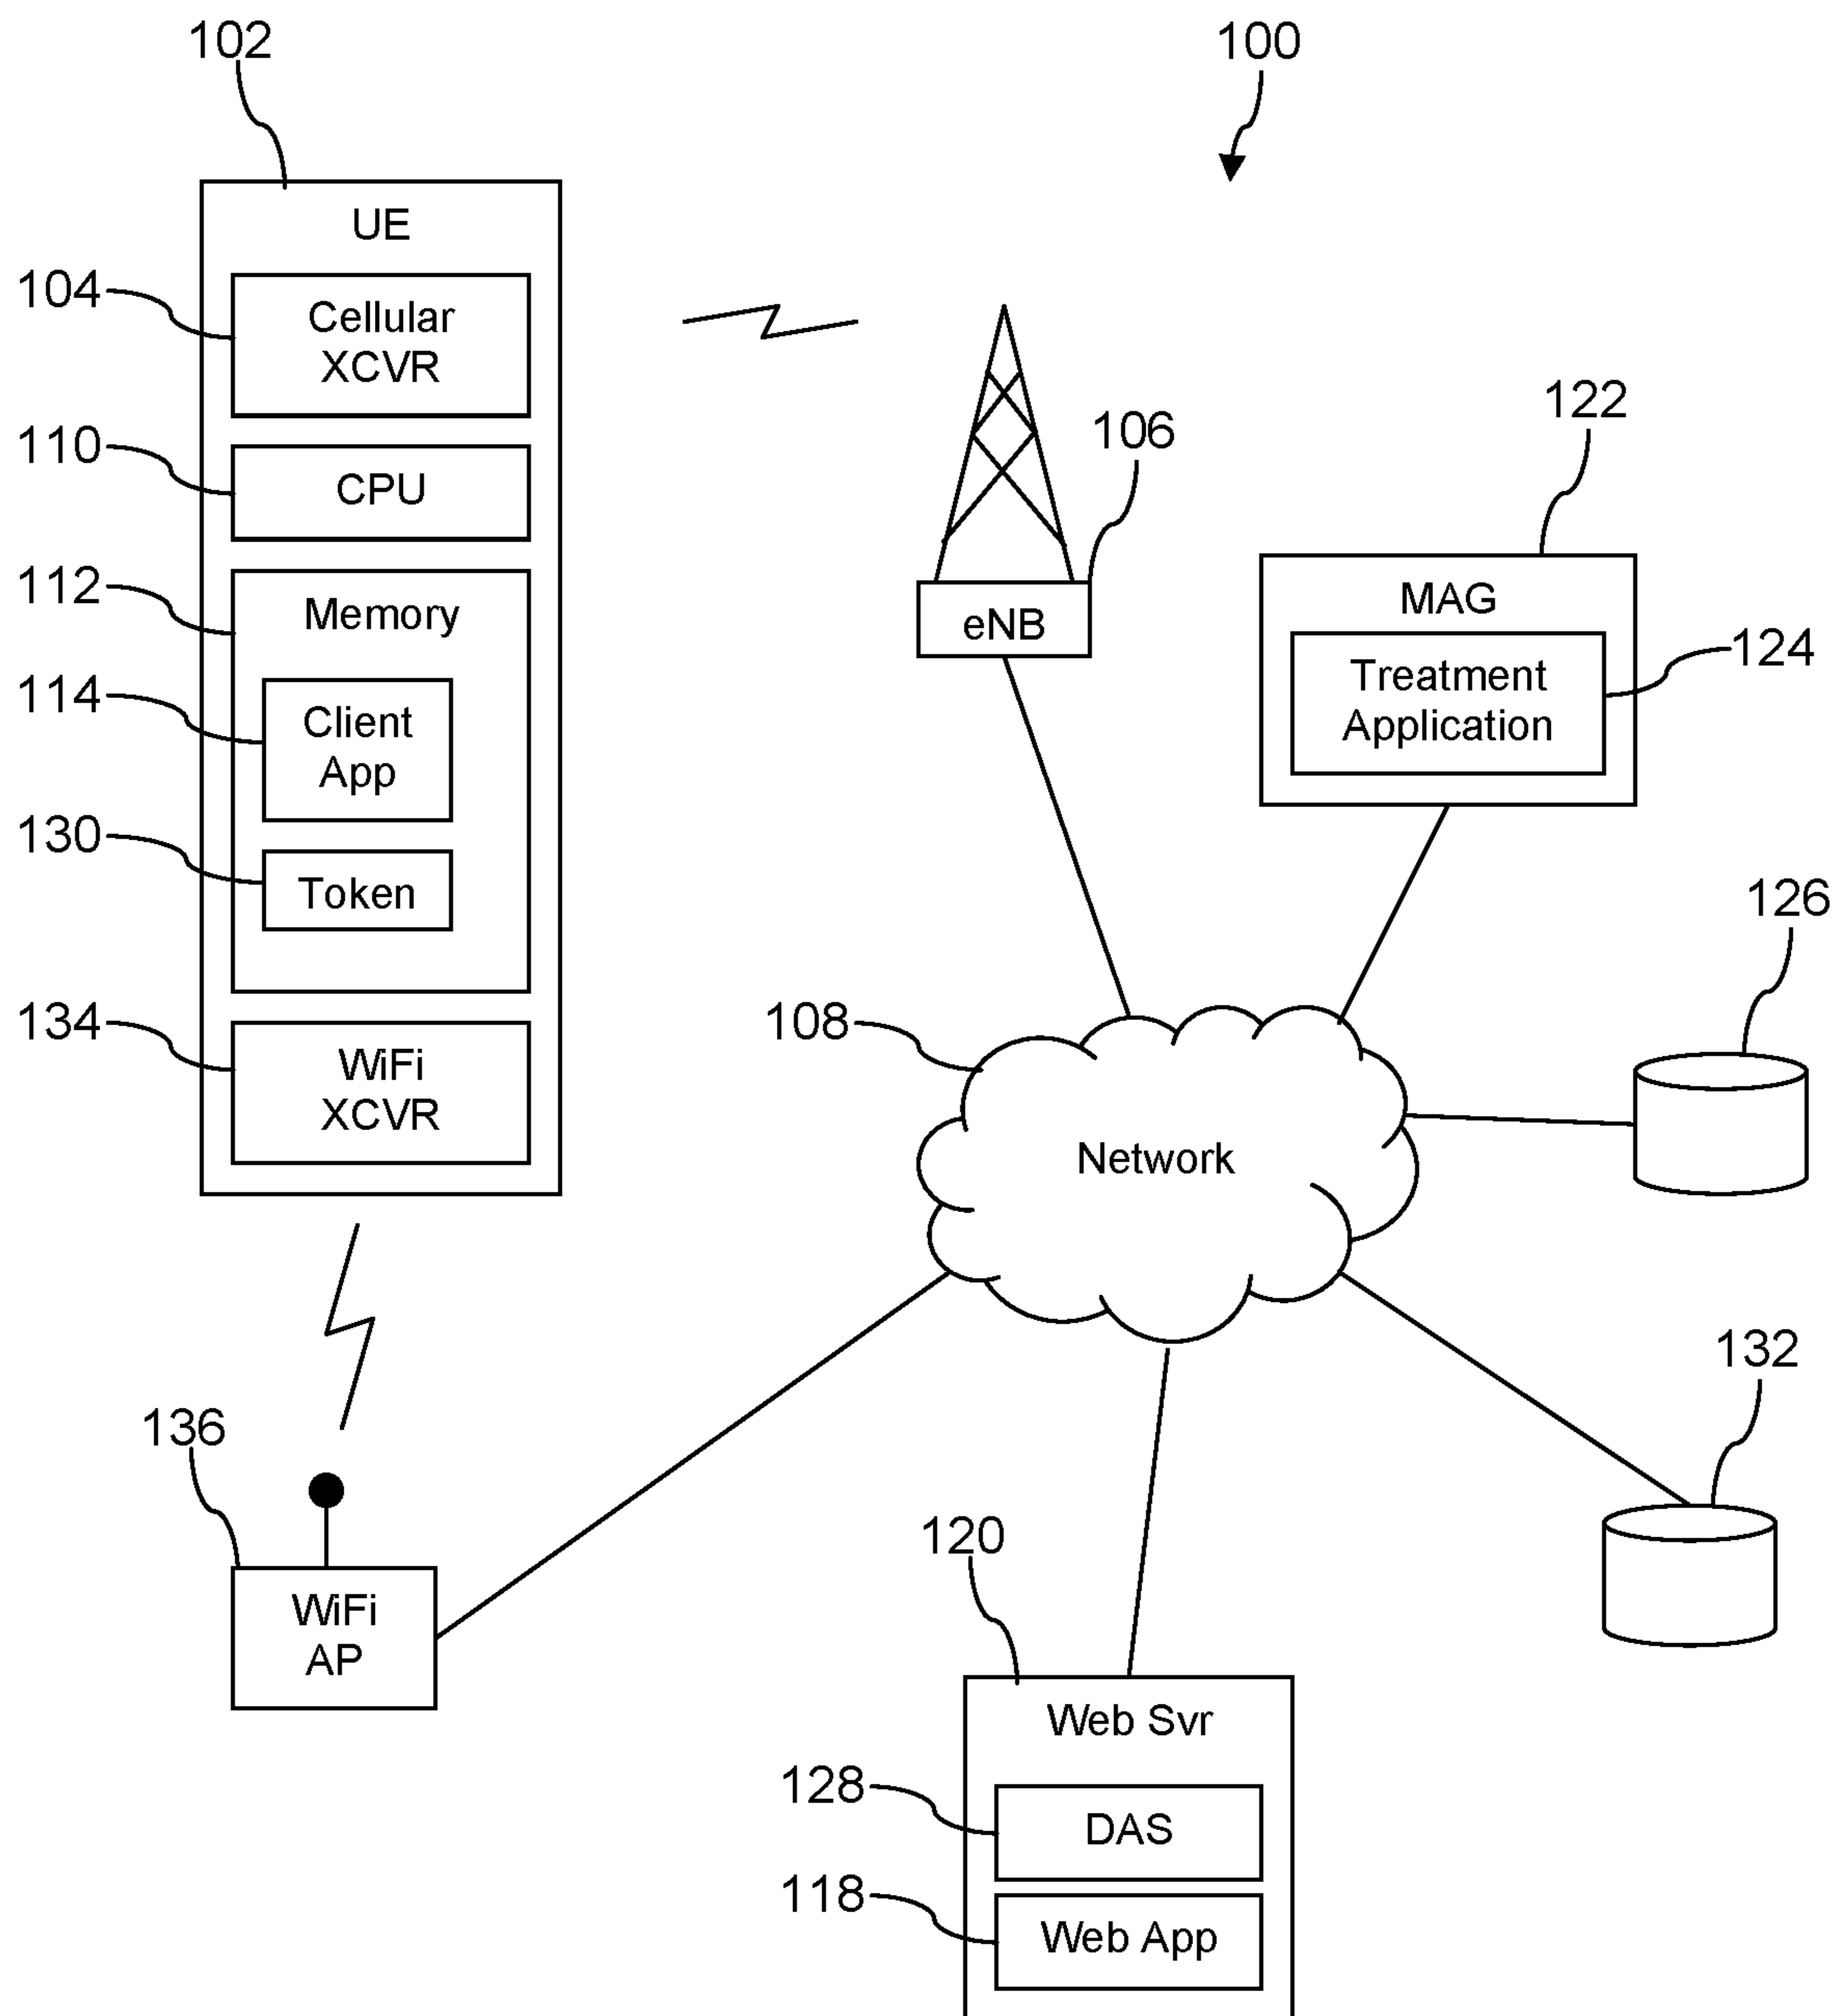 102
100
UE
104
Cellular
XCVR
110
CPU
106
122
112
Memory
eNB
MAG
124
Treatment
Application
114
Client
App
130
Token
126
134
WiFi
XCVR
108
Network
132
136
WiFi
AP
120
Web Svr
128
DAS
118
Web App